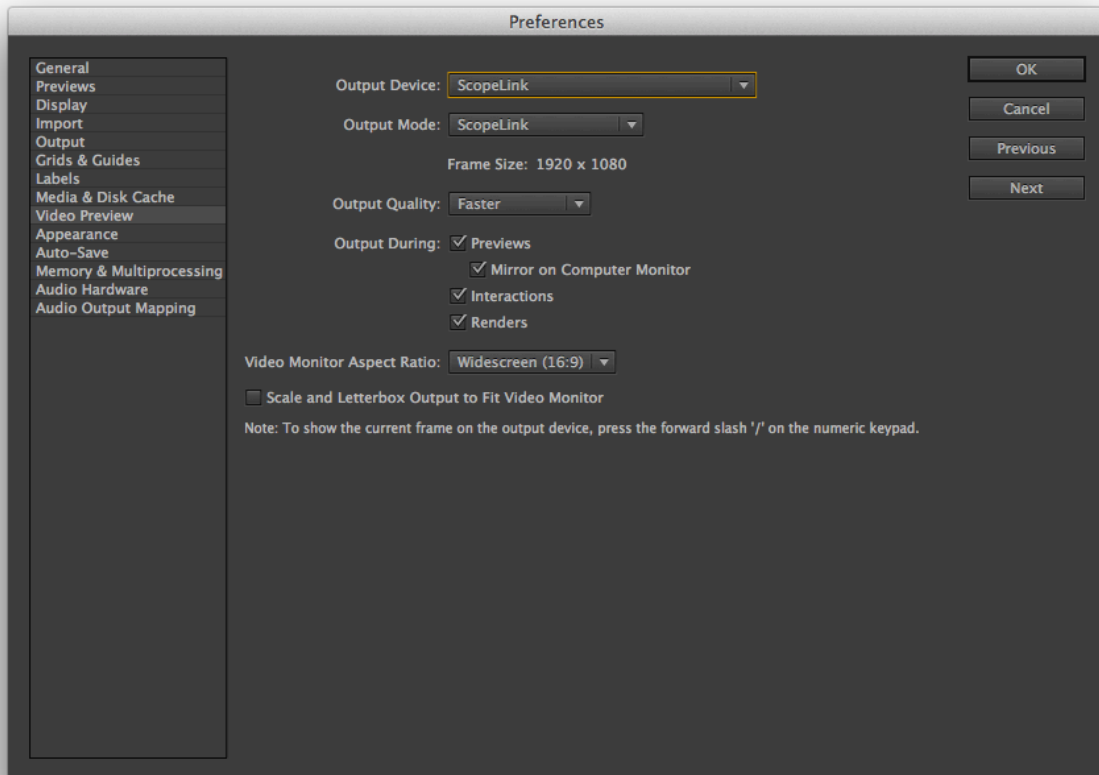 Preferences
General
Previews
Display
Import
Output
Grids & Guides
Labels
Media & Disk Cache
Video Preview
Appearance
Auto-Save
Memory & Multiprocessing
Audio Hardware
Audio Output Mapping
Output Device: ScopeLink
Output Mode: ScopeLink
Frame Size: 1920 x 1080
Output Quality: Faster
Output During: Previews
Mirror on Computer Monitor
Interactions
Renders
Video Monitor Aspect Ratio: Widescreen (16:9)
Scale and Letterbox Output to Fit Video Monitor
Note: To show the current frame on the output device, press the forward slash '/' on the numeric keypad.
OK
Cancel
Previous
Next